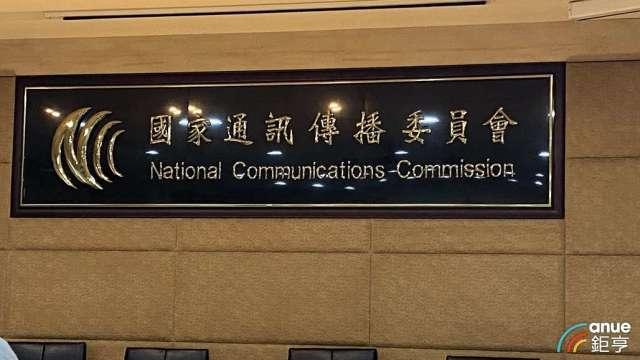 國家通訊傳播委員會
National Communications Commission
anue
鉅亨